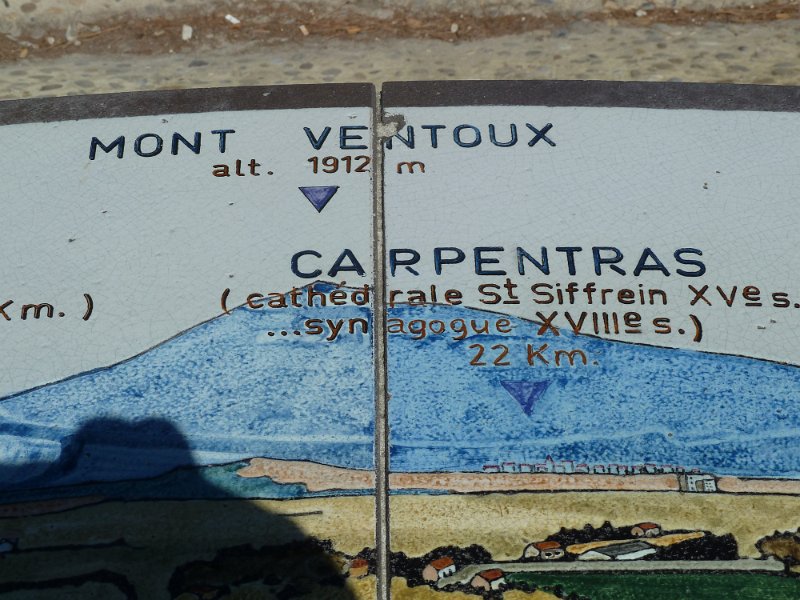 MONT VENTOUX
alt. 1912 m
CARPENTRAS
Km. )
( cathédrale St Siffrein XVe s.
...synagogue XVIIIe s.)
22 Km.